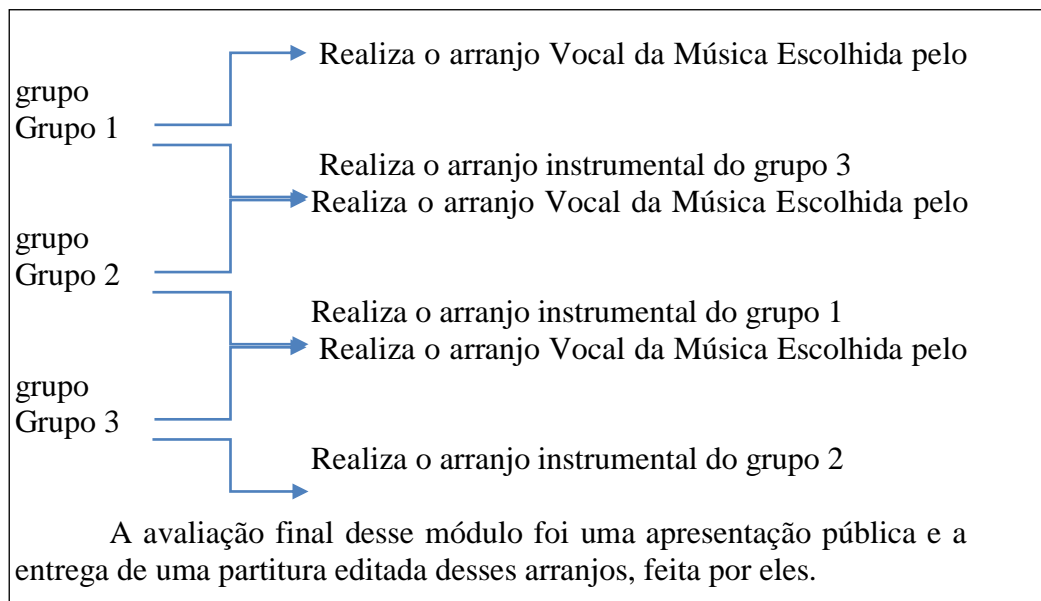 Realiza o arranjo Vocal da Música Escolhida pelo
grupo
Grupo 1
Realiza o arranjo instrumental do grupo 3
Realiza o arranjo Vocal da Música Escolhida pelo
grupo
Grupo 2
Realiza o arranjo instrumental do grupo 1
Realiza o arranjo Vocal da Música Escolhida pelo
grupo
Grupo 3
Realiza o arranjo instrumental do grupo 2
A avaliação final desse módulo foi uma apresentação pública e a
entrega de uma partitura editada desses arranjos, feita por eles.